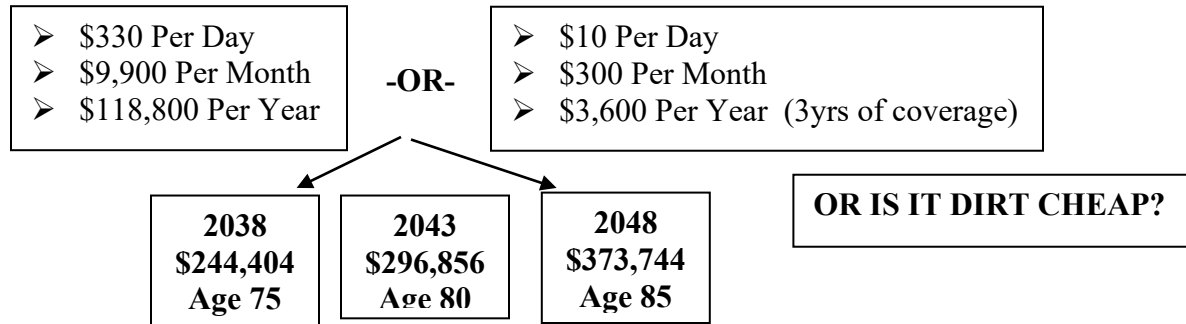 ➢ $330 Per Day
➢ $9,900 Per Month
➢ $118,800 Per Year
-OR-
➢ $10 Per Day
➢ $300 Per Month
➢ $3,600 Per Year (3yrs of coverage)
2038
$244,404
Age 75
2043
$296,856
Age 80
2048
$373,744
Age 85
OR IS IT DIRT CHEAP?